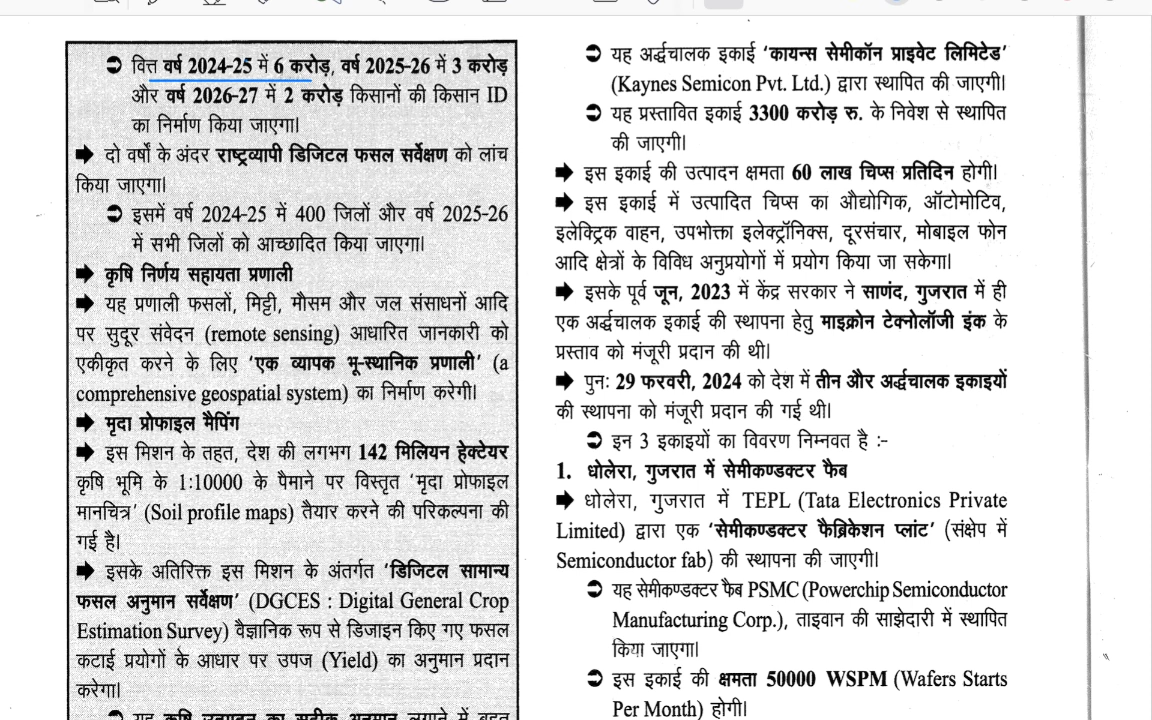 ➲ वित्त वर्ष 2024-25 में 6 करोड़, वर्ष 2025-26 में 3 करोड़
और वर्ष 2026-27 में 2 करोड़ किसानों की किसान ID
का निर्माण किया जाएगा।
➡ दो वर्षों के अंदर राष्ट्रव्यापी डिजिटल फसल सर्वेक्षण को लांच
किया जाएगा।
➲ इसमें वर्ष 2024-25 में 400 जिलों और वर्ष 2025-26
में सभी जिलों को आच्छादित किया जाएगा।
➡ कृषि निर्णय सहायता प्रणाली
➡ यह प्रणाली फसलों, मिट्टी, मौसम और जल संसाधनों आदि
पर सुदूर संवेदन (remote sensing) आधारित जानकारी को
एकीकृत करने के लिए 'एक व्यापक भू-स्थानिक प्रणाली' (a
comprehensive geospatial system) का निर्माण करेगी।
➡ मृदा प्रोफाइल मैपिंग
➡ इस मिशन के तहत, देश की लगभग 142 मिलियन हेक्टेयर
कृषि भूमि के 1:10000 के पैमाने पर विस्तृत 'मृदा प्रोफाइल
मानचित्र' (Soil profile maps) तैयार करने की परिकल्पना की
गई है।
➡ इसके अतिरिक्त इस मिशन के अंतर्गत 'डिजिटल सामान्य
फसल अनुमान सर्वेक्षण' (DGCES : Digital General Crop
Estimation Survey) वैज्ञानिक रूप से डिजाइन किए गए फसल
कटाई प्रयोगों के आधार पर उपज (Yield) का अनुमान प्रदान
करेगा।
➲ यह कृषि उत्पादन का सटीक अनुमान लगाने में बहुत
➲ यह अर्द्धचालक इकाई 'कायन्स सेमीकॉन प्राइवेट लिमिटेड'
(Kaynes Semicon Pvt. Ltd.) द्वारा स्थापित की जाएगी।
➲ यह प्रस्तावित इकाई 3300 करोड़ रु. के निवेश से स्थापित
की जाएगी।
➡ इस इकाई की उत्पादन क्षमता 60 लाख चिप्स प्रतिदिन होगी।
➡ इस इकाई में उत्पादित चिप्स का औद्योगिक, ऑटोमोटिव,
इलेक्ट्रिक वाहन, उपभोक्ता इलेक्ट्रॉनिक्स, दूरसंचार, मोबाइल फोन
आदि क्षेत्रों के विविध अनुप्रयोगों में प्रयोग किया जा सकेगा।
➡ इसके पूर्व जून, 2023 में केंद्र सरकार ने साणंद, गुजरात में ही
एक अर्द्धचालक इकाई की स्थापना हेतु माइक्रोन टेक्नोलॉजी इंक के
प्रस्ताव को मंजूरी प्रदान की थी।
➡ पुनः 29 फरवरी, 2024 को देश में तीन और अर्द्धचालक इकाइयों
की स्थापना को मंजूरी प्रदान की गई थी।
➲ इन 3 इकाइयों का विवरण निम्नवत है :-
1. धोलेरा, गुजरात में सेमीकण्डक्टर फैब
➡ धोलेरा, गुजरात में TEPL (Tata Electronics Private
Limited) द्वारा एक 'सेमीकण्डक्टर फैब्रिकेशन प्लांट' (संक्षेप में
Semiconductor fab) की स्थापना की जाएगी।
➲ यह सेमीकण्डक्टर फैब PSMC (Powerchip Semiconductor
Manufacturing Corp.), ताइवान की साझेदारी में स्थापित
किया जाएगा।
➲ इस इकाई की क्षमता 50000 WSPM (Wafers Starts
Per Month) होगी।